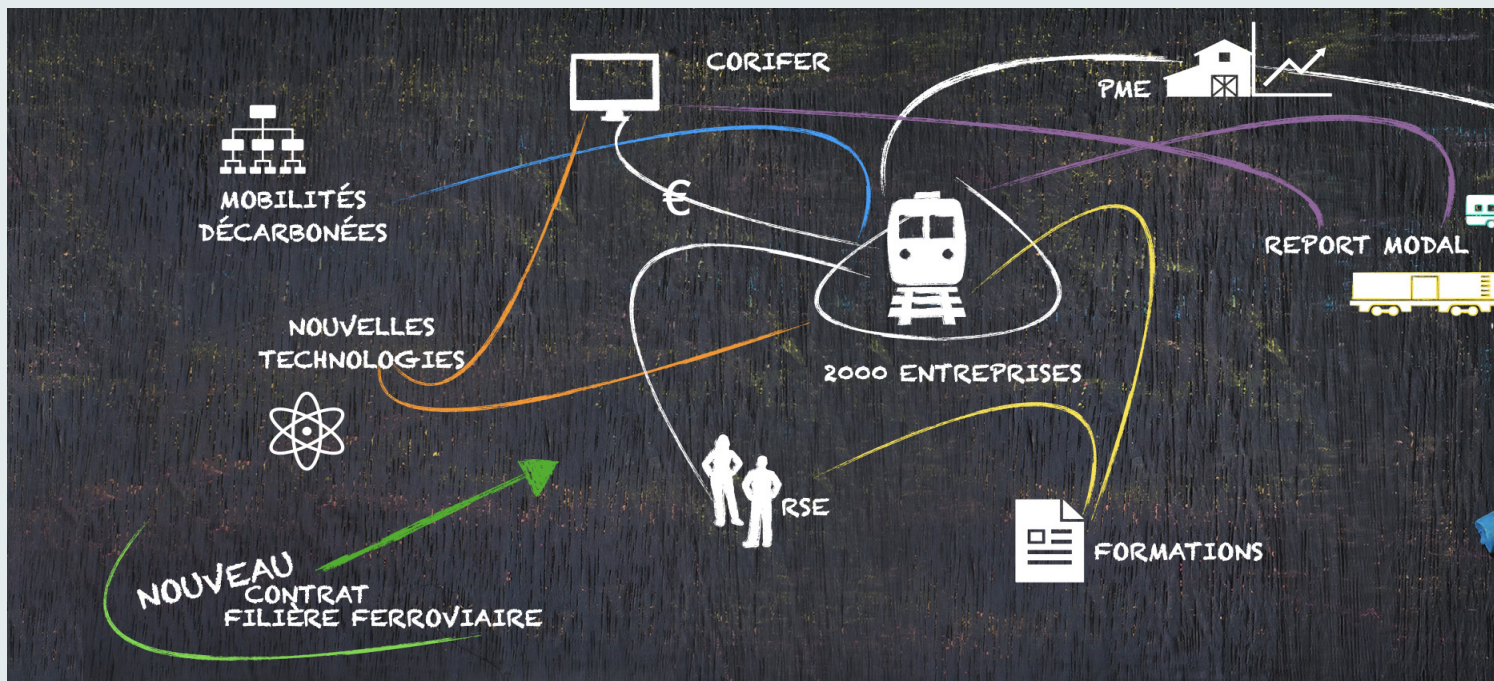 CORIFER
PME
MOBILITÉS
DÉCARBONÉES
€
REPORT MODAL
NOUVELLES
TECHNOLOGIES
2000 ENTREPRISES
RSE
FORMATIONS
NOUVEAU
CONTRAT
FILIÈRE FERROVIAIRE